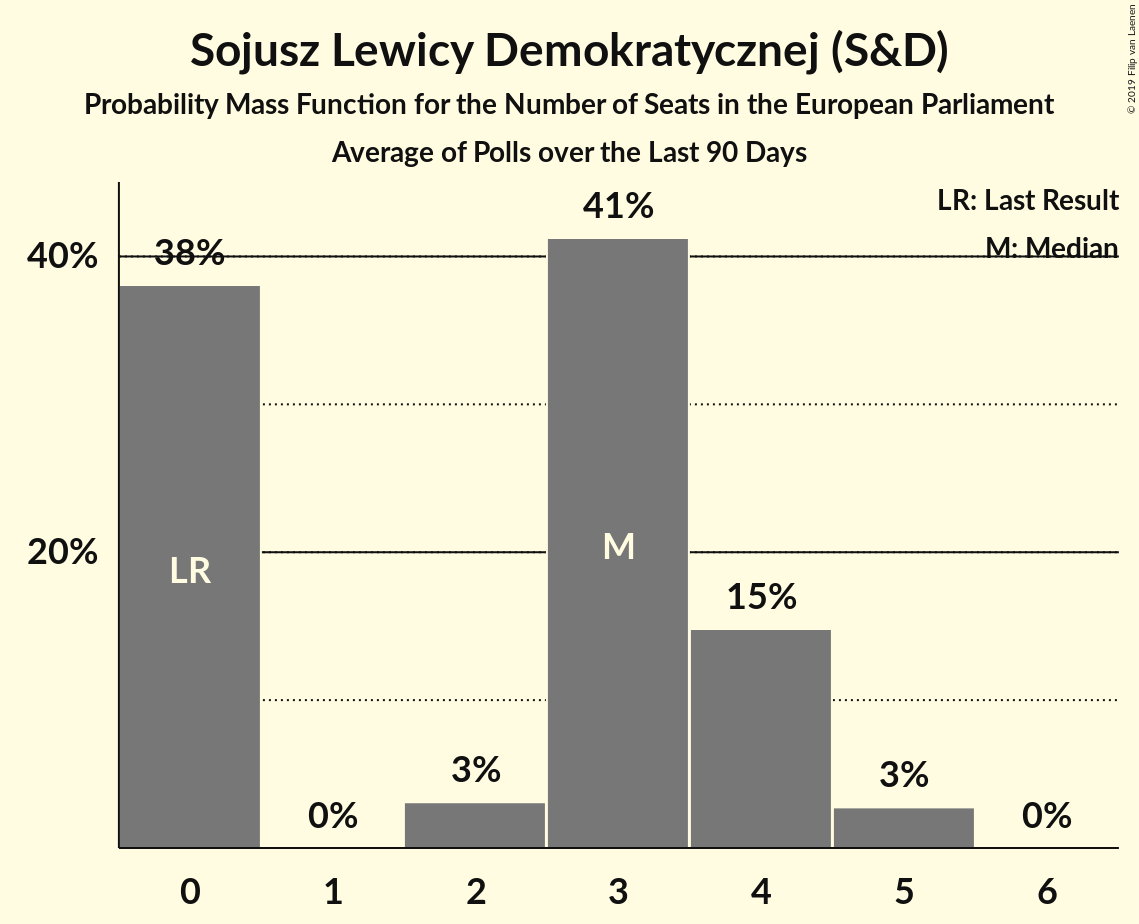 Sojusz Lewicy Demokratycznej (S&D)
Probability Mass Function for the Number of Seats in the European Parliament
Average of Polls over the Last 90 Days
© 2019 Filip van Laenen
LR: Last Result
M: Median
40%
20%
38%
0%
3%
41%
15%
3%
0%
LR
M
0 1 2 3 4 5 6